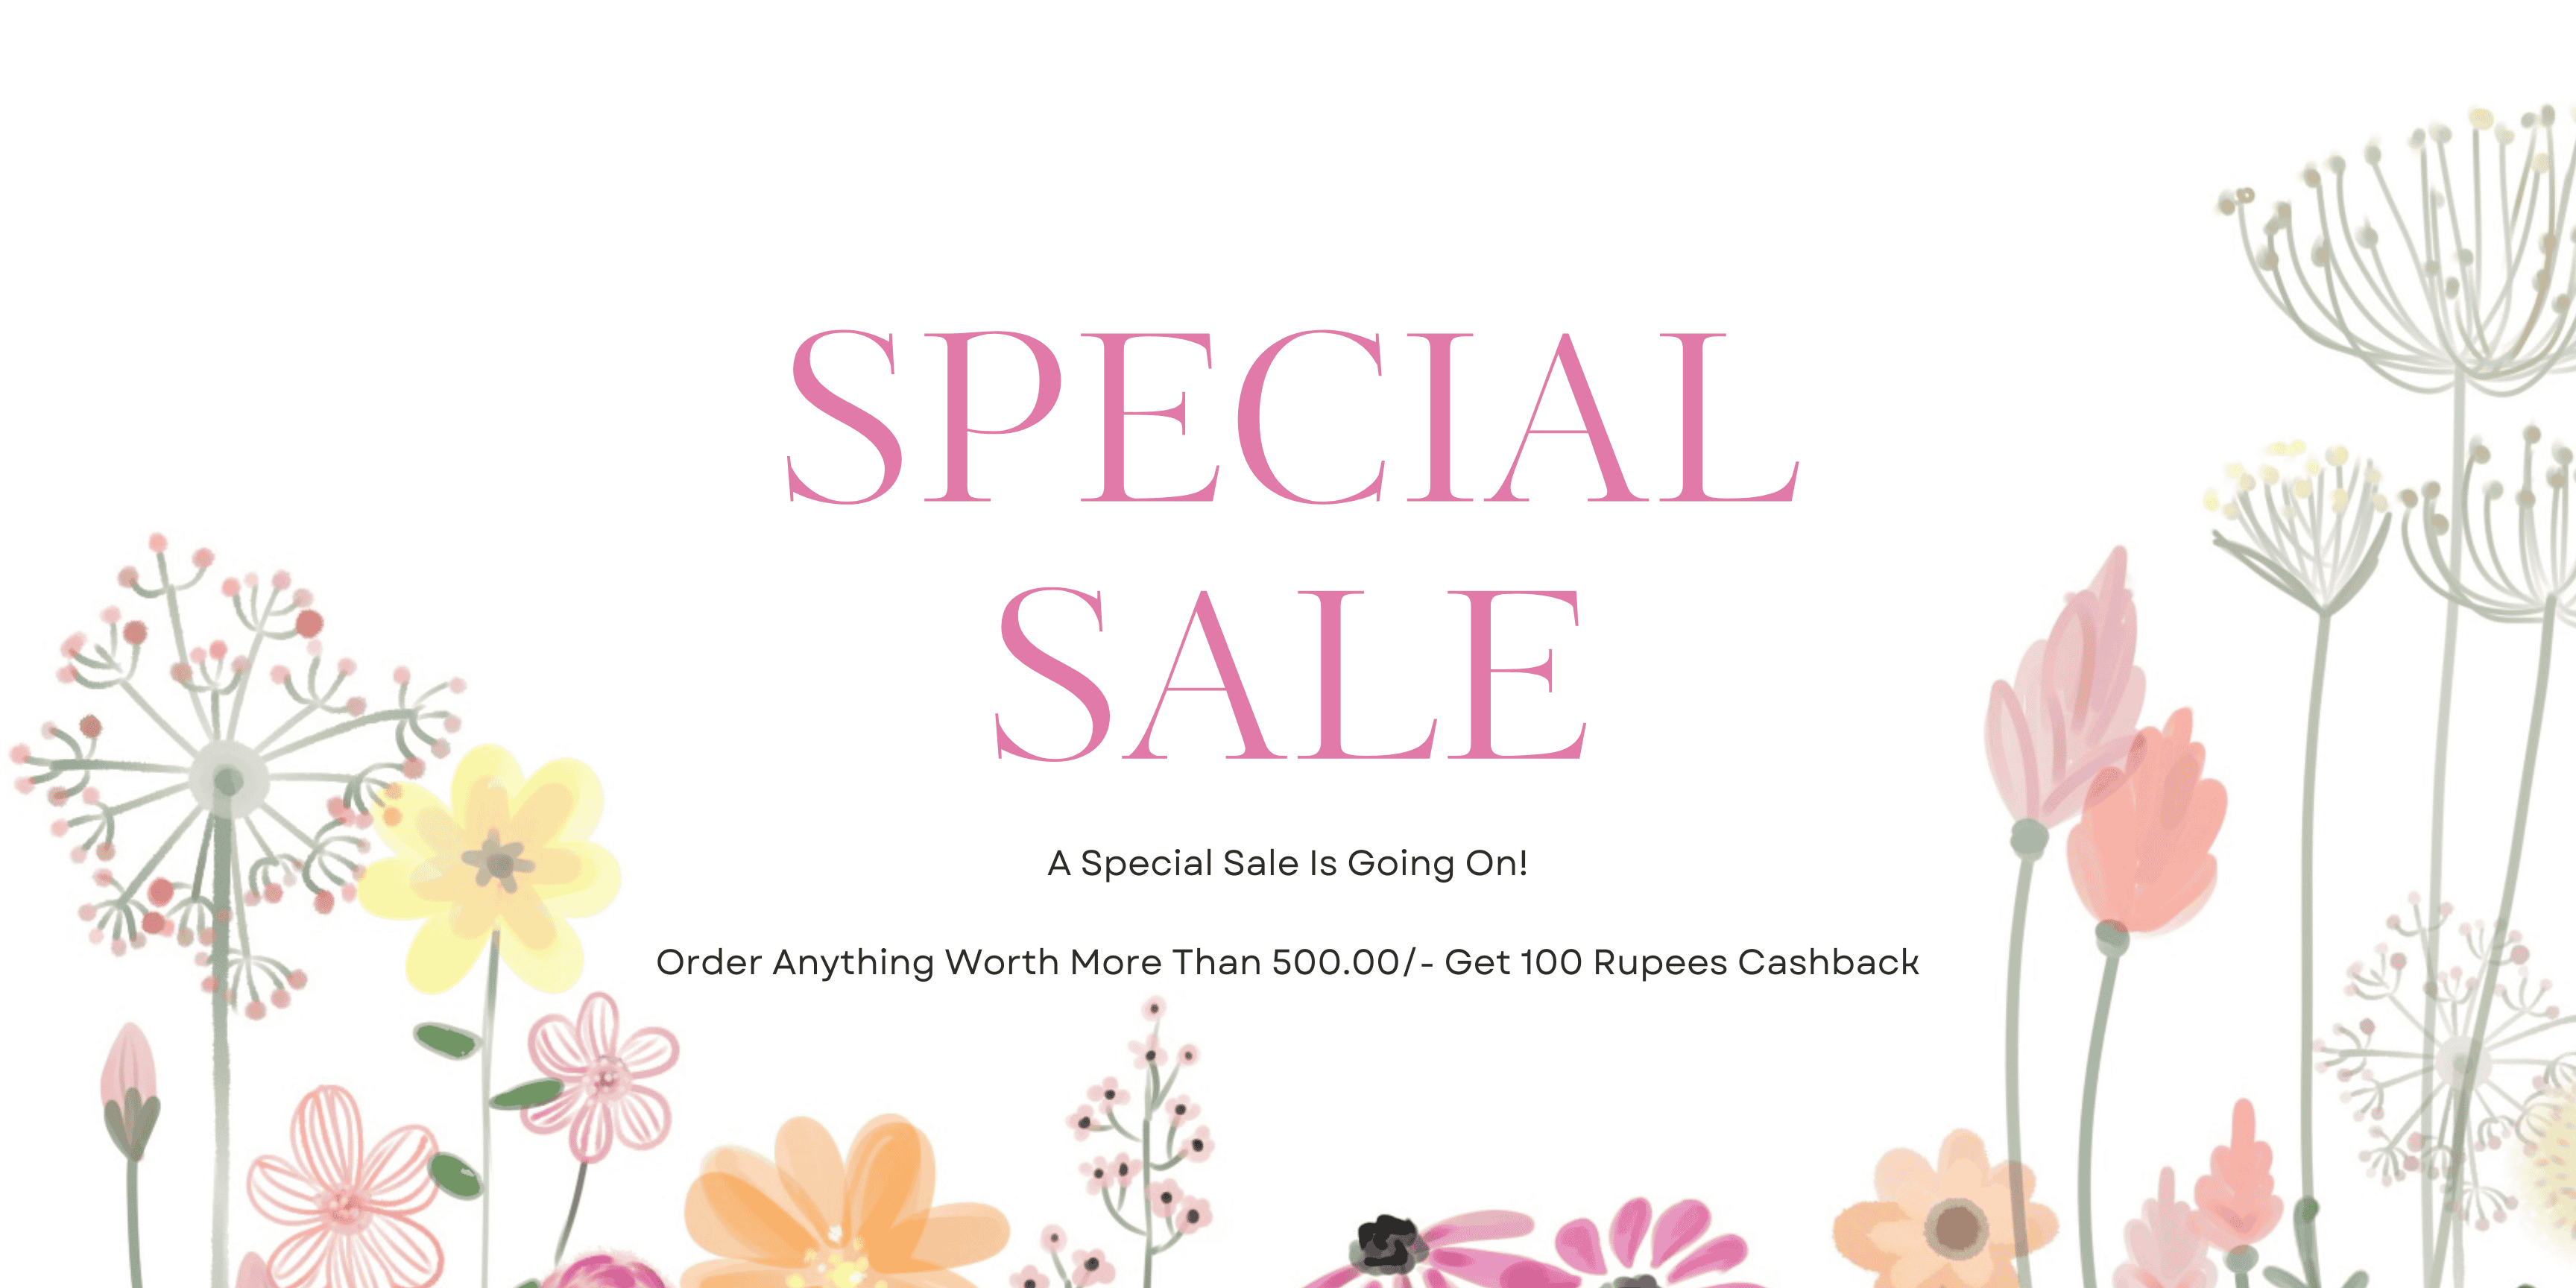 SPECIAL
SALE
A Special Sale Is Going On!
Order Anything Worth More Than 500.00/- Get 100 Rupees Cashback